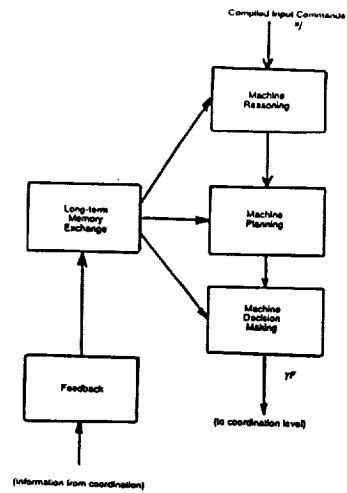 Compiled Input Commands
Machine
Reasoning
Long-term
Memory
Exchange
Machine
Planning
Machine
Decision
Making
Feedback
(to coordination level)
(information from coordination)